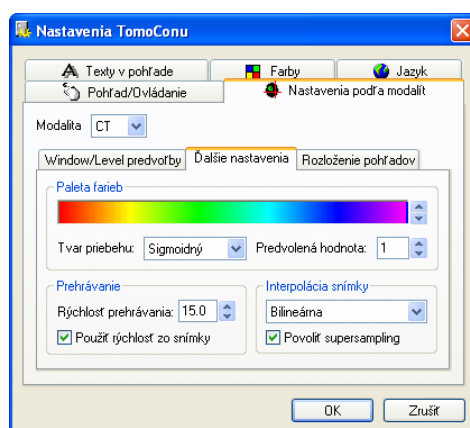 Nastavenia TomoConu
Texty v pohľade
Farby
Jazyk
Pohľad/Ovládanie
Nastavenia podľa modalít
Modalita CT
Window/Level predvoľby
Ďalšie nastavenia
Rozloženie pohľadov
Paleta farieb
Tvar priebehu: Sigmoidný
Predvolená hodnota: 1
Prehrávanie
Rýchlosť prehrávania: 15.0
Použiť rýchlosť zo snímky
Interpolácia snímky
Bilineárna
Povoliť supersampling
OK
Zrušiť